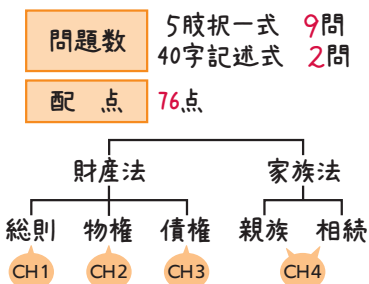 問題数 5肢択一式 9問
40字記述式 2問
配 点 76点
財産法 家族法
総則 物権 債権 親族 相続
CH1 CH2 CH3 CH4